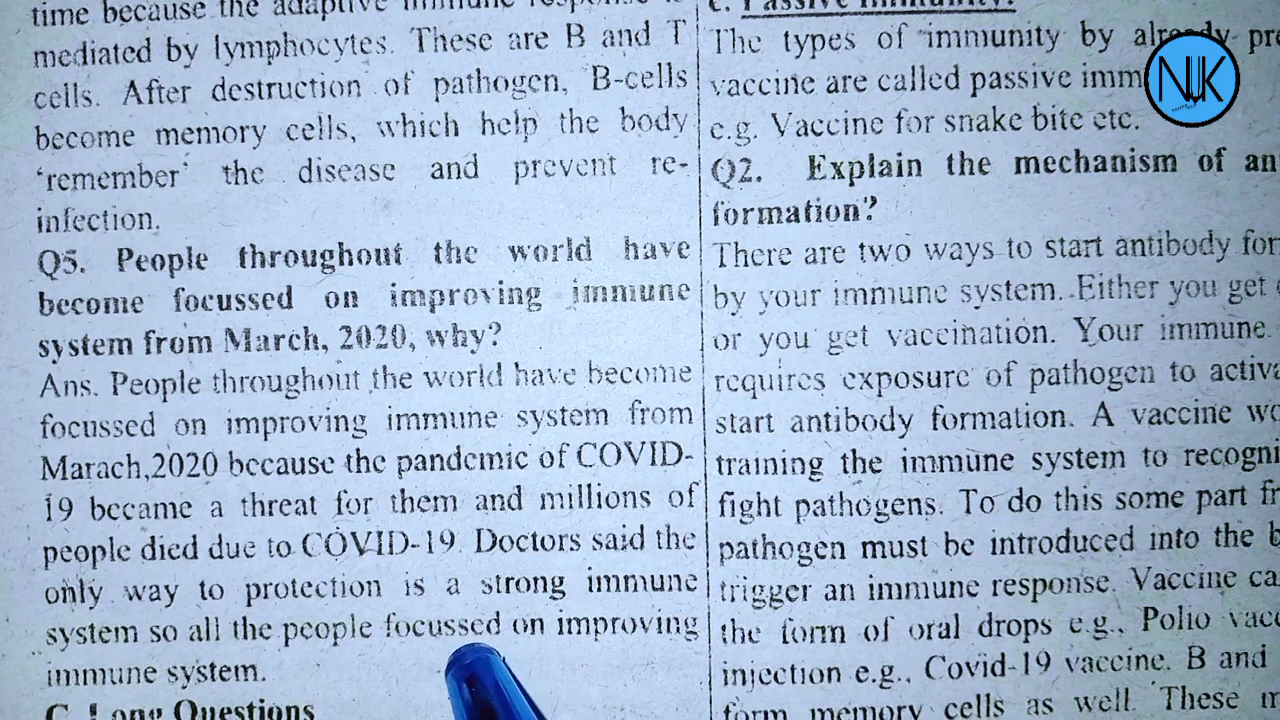 time because the adaptive immune response is
mediated by lymphocytes. These are B and T
cells. After destruction of pathogen, B-cells
become memory cells, which help the body
‘remember’ the disease and prevent re-
infection.
Q5. People throughout the world have
become focussed on improving immune
system from March, 2020, why?
Ans. People throughout the world have become
focussed on improving immune system from
Marach,2020 because the pandemic of COVID-
19 became a threat for them and millions of
people died due to COVID-19. Doctors said the
only way to protection is a strong immune
system so all the people focussed on improving
immune system.
C. Long Questions
c. Passive Immunity:
The types of immunity by already
vaccine are called passive
e.g. Vaccine for snake bite etc.
Q2. Explain the mechanism of
formation?
There are two ways to start antibody
by your immune system. Either you get
or you get vaccination. Your immune
requires exposure of pathogen to
start antibody formation. A vaccine
training the immune system to
fight pathogens. To do this some part
pathogen must be introduced into the
trigger an immune response. Vaccine
the form of oral drops e.g., Polio
injection e.g., Covid-19 vaccine. B and
form memory cells as well. These
NUK